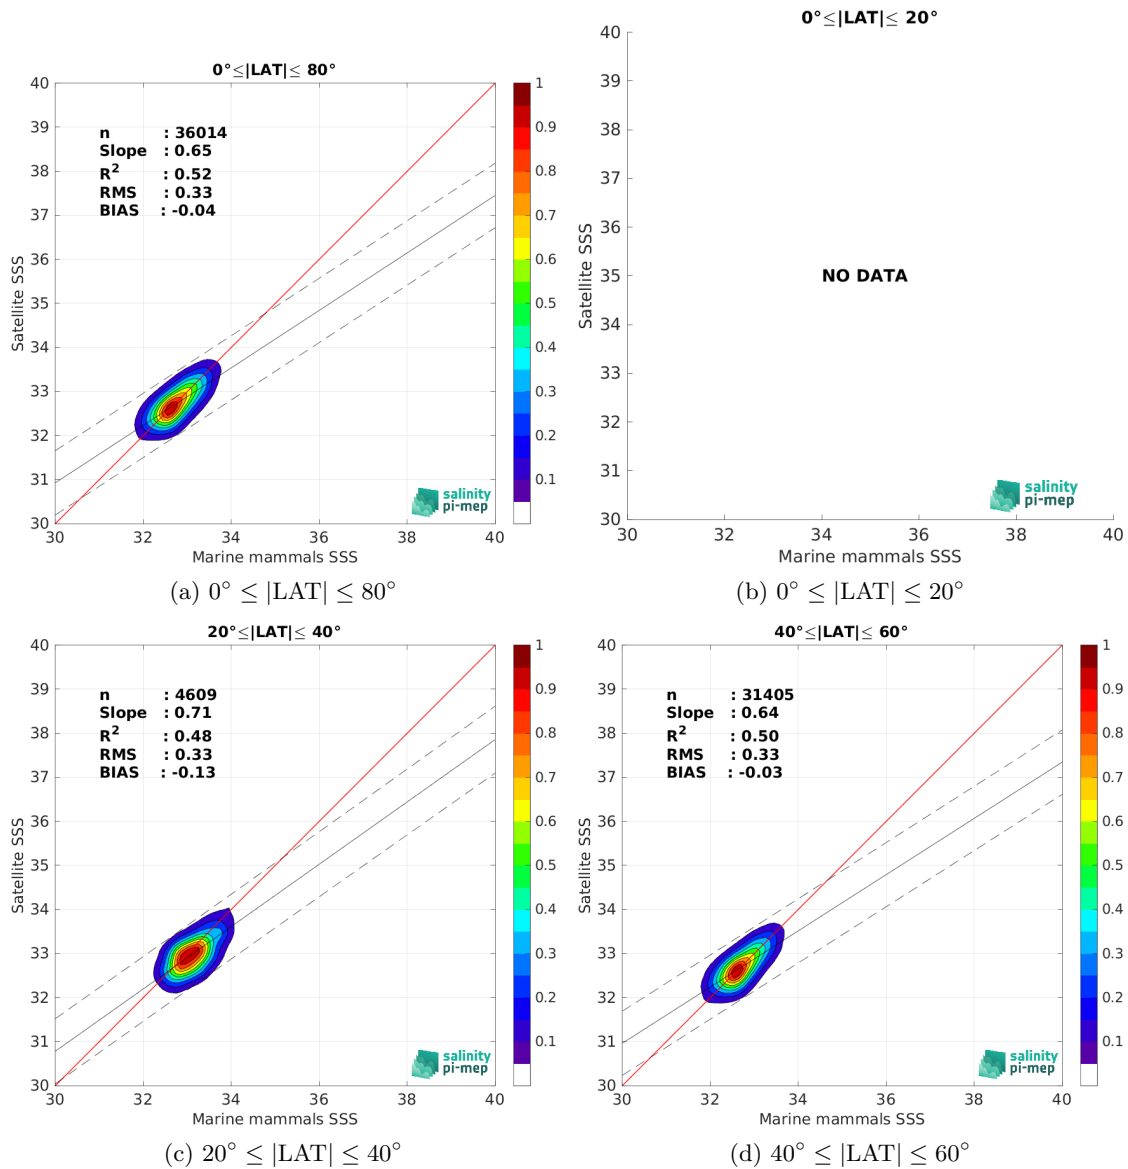 0°≤|LAT|≤ 80°
40
39
38
37
36
35
34
33
32
31
30
Satellite SSS
n : 36014
Slope : 0.65
R² : 0.52
RMS : 0.33
BIAS : -0.04
salinity
pi-mep
30 32 34 36 38 40
Marine mammals SSS
1
0.9
0.8
0.7
0.6
0.5
0.4
0.3
0.2
0.1
(a) 0° ≤ |LAT| ≤ 80°
0°≤|LAT|≤ 20°
40
39
38
37
36
35
34
33
32
31
30
Satellite SSS
NO DATA
salinity
pi-mep
30 32 34 36 38 40
Marine mammals SSS
(b) 0° ≤ |LAT| ≤ 20°
20°≤|LAT|≤ 40°
40
39
38
37
36
35
34
33
32
31
30
Satellite SSS
n : 4609
Slope : 0.71
R² : 0.48
RMS : 0.33
BIAS : -0.13
salinity
pi-mep
30 32 34 36 38 40
Marine mammals SSS
1
0.9
0.8
0.7
0.6
0.5
0.4
0.3
0.2
0.1
(c) 20° ≤ |LAT| ≤ 40°
40°≤|LAT|≤ 60°
40
39
38
37
36
35
34
33
32
31
30
Satellite SSS
n : 31405
Slope : 0.64
R² : 0.50
RMS : 0.33
BIAS : -0.03
salinity
pi-mep
30 32 34 36 38 40
Marine mammals SSS
1
0.9
0.8
0.7
0.6
0.5
0.4
0.3
0.2
0.1
(d) 40° ≤ |LAT| ≤ 60°